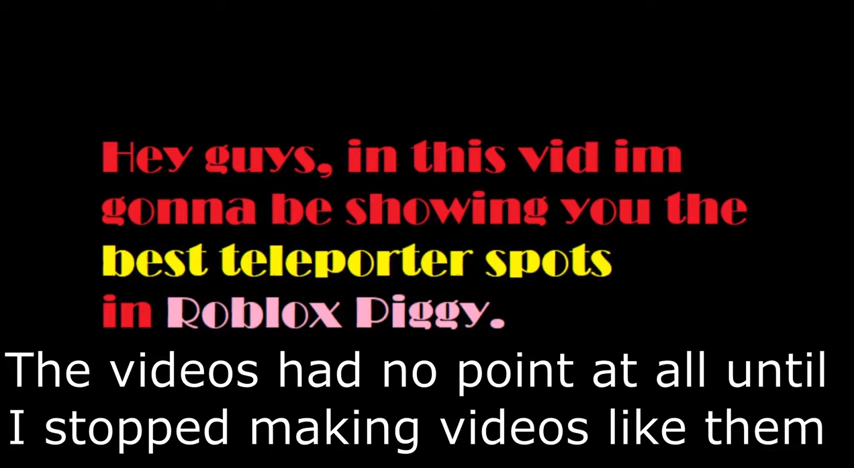 Hey guys, in this vid im
gonna be showing you the
best teleporter spots
in Roblox Piggy.
The videos had no point at all until
I stopped making videos like them